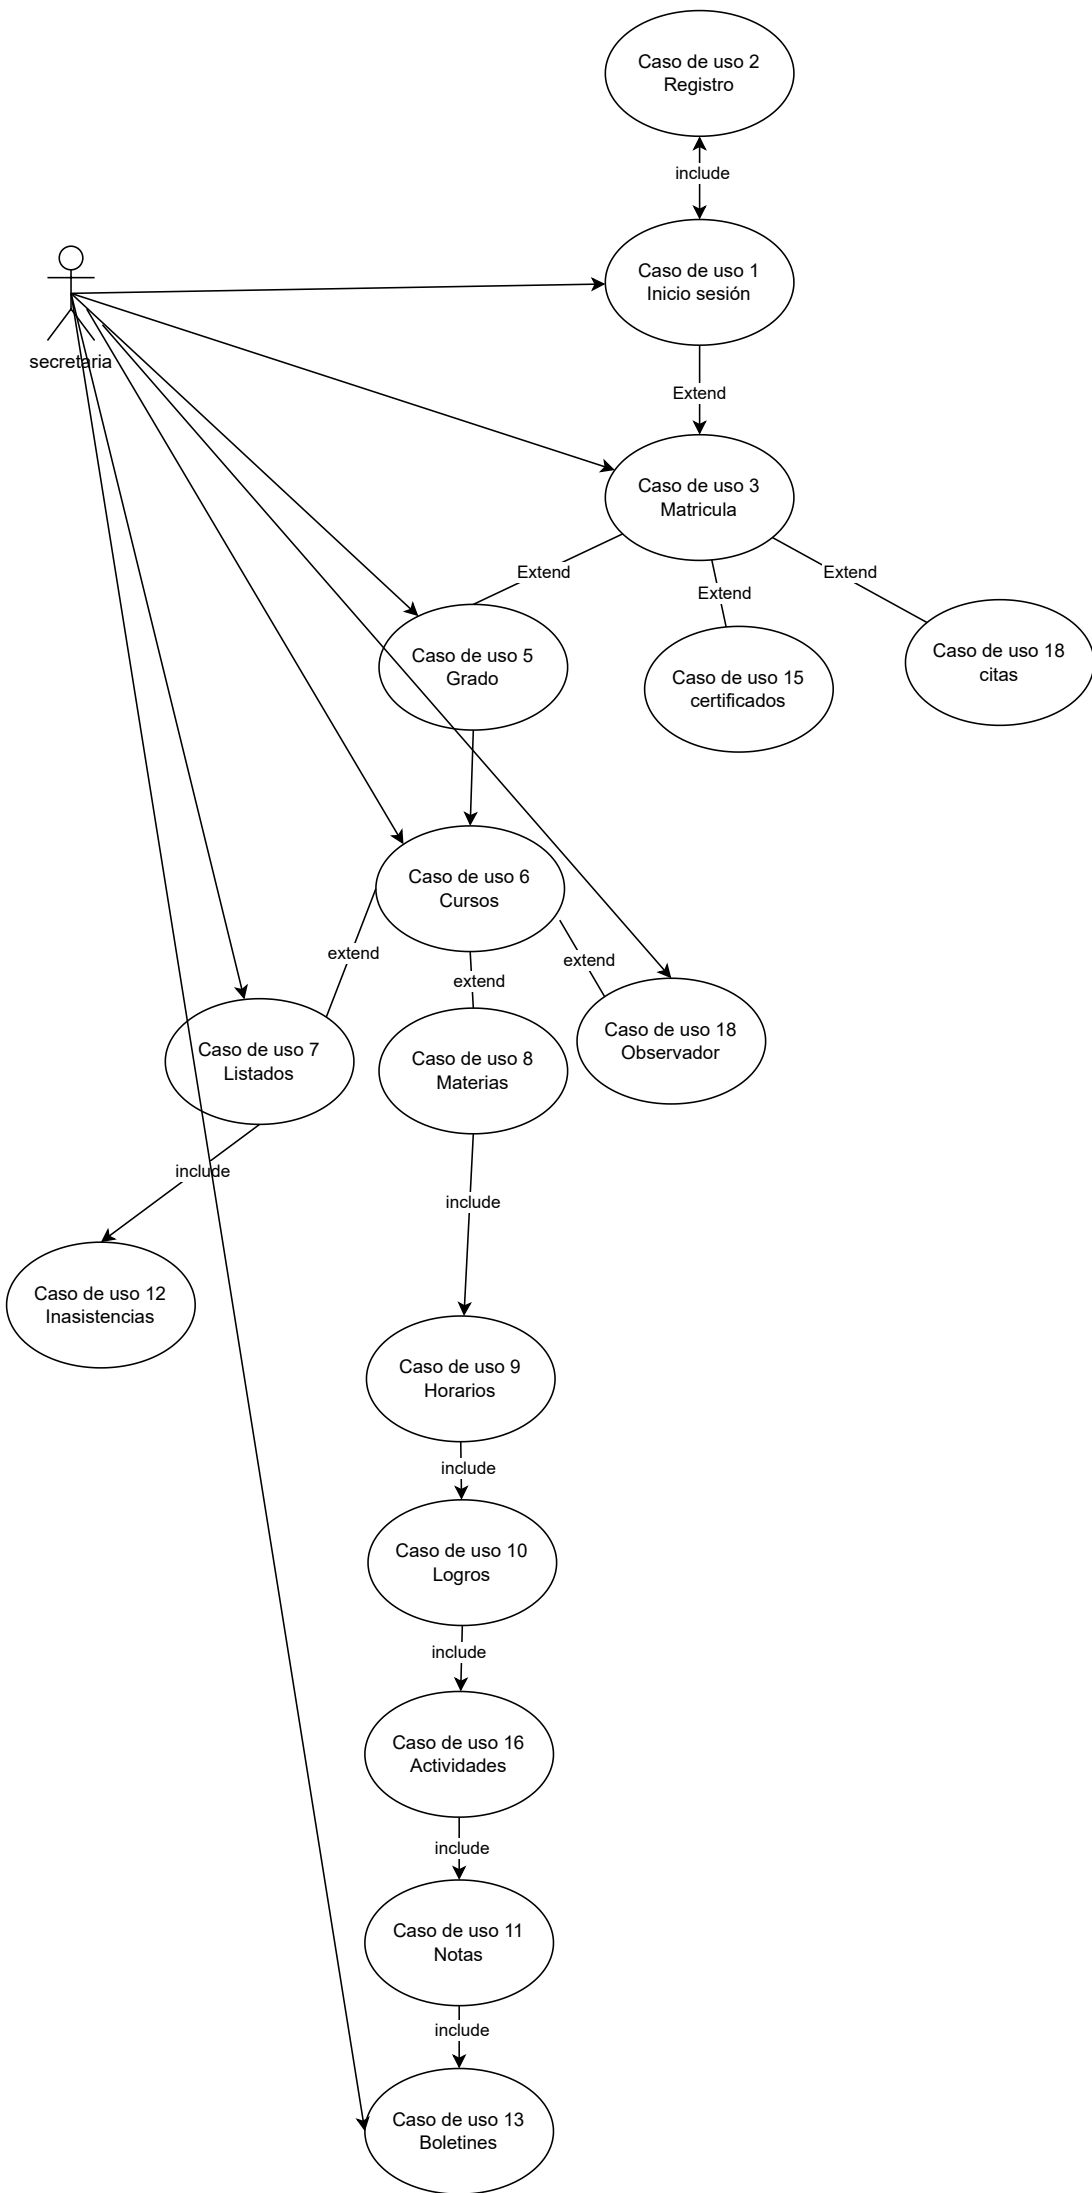 Caso de uso 2
Registro
include
Caso de uso 1
Inicio sesión
secretaria
Extend
Caso de uso 3
Matricula
Extend
Extend
Extend
Caso de uso 5
Grado
Caso de uso 15
certificados
Caso de uso 18
citas
Caso de uso 6
Cursos
extend
extend
extend
Caso de uso 7
Listados
Caso de uso 8
Materias
Caso de uso 18
Observador
include
include
Caso de uso 12
Inasistencias
Caso de uso 9
Horarios
include
Caso de uso 10
Logros
include
Caso de uso 16
Actividades
include
Caso de uso 11
Notas
include
Caso de uso 13
Boletines